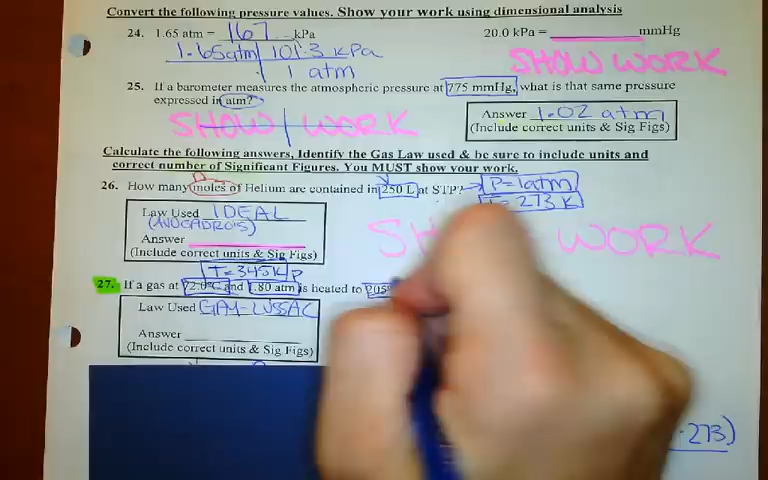 Convert the following pressure values. Show your work using dimensional analysis
24. 1.65 atm = 167 kPa 20.0 kPa = mmHg
1.65atm 101.3 kPa
1 atm
SHOW WORK
25. If a barometer measures the atmospheric pressure at 775 mmHg, what is that same pressure
expressed in atm?
SHOW WORK
Answer 1.02 atm
(Include correct units & Sig Figs)
Calculate the following answers, Identify the Gas Law used & be sure to include units and
correct number of Significant Figures. You MUST show your work.
26. How many moles of Helium are contained in 250 L at STP? P=1atm
T= 273 K
Law Used IDEAL
(AVOGADRO'S)
Answer
(Include correct units & Sig Figs)
SH WORK
T=345K P
27. If a gas at 72.0°C and 1.80 atm is heated to 205°
Law Used GAY-LUSSAC
Answer
(Include correct units & Sig Figs)
273)